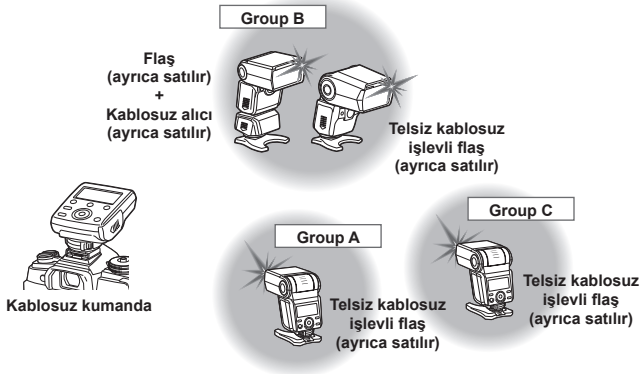 Group B
Flaş
(ayrıca satılır)
+
Kablosuz alıcı
(ayrıca satılır)
Telsiz kablosuz
işlevli flaş
(ayrıca satılır)
Kablosuz kumanda
Group A
Telsiz kablosuz
işlevli flaş
(ayrıca satılır)
Group C
Telsiz kablosuz
işlevli flaş
(ayrıca satılır)